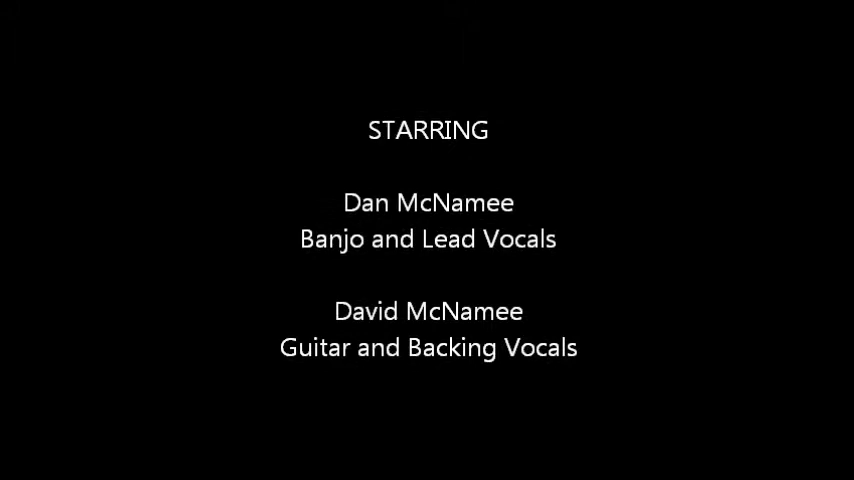 STARRING
Dan McNamee
Banjo and Lead Vocals
David McNamee
Guitar and Backing Vocals